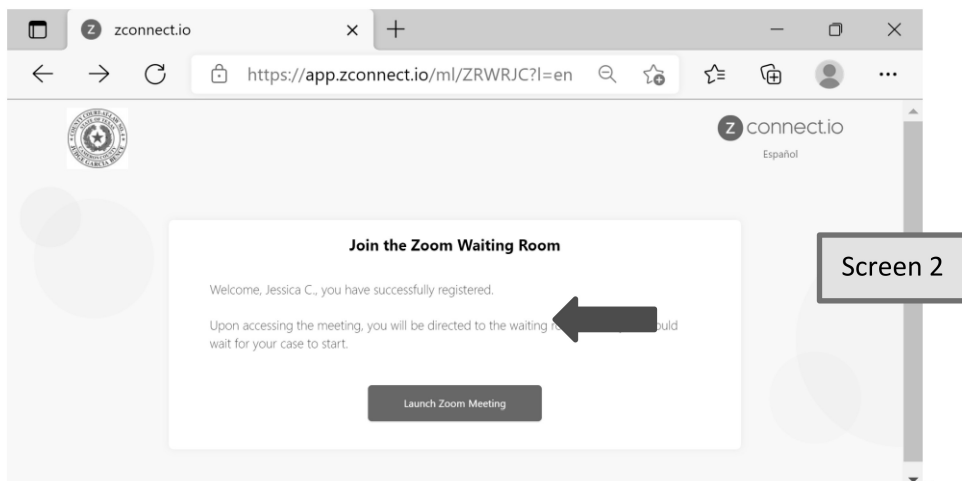 zconnect.io
https://app.zconnect.io/ml/ZRWRJC?l=en
Z connect.io
Español
Join the Zoom Waiting Room
Screen 2
Welcome, Jessica C., you have successfully registered.
Upon accessing the meeting, you will be directed to the waiting
wait for your case to start.
Launch Zoom Meeting